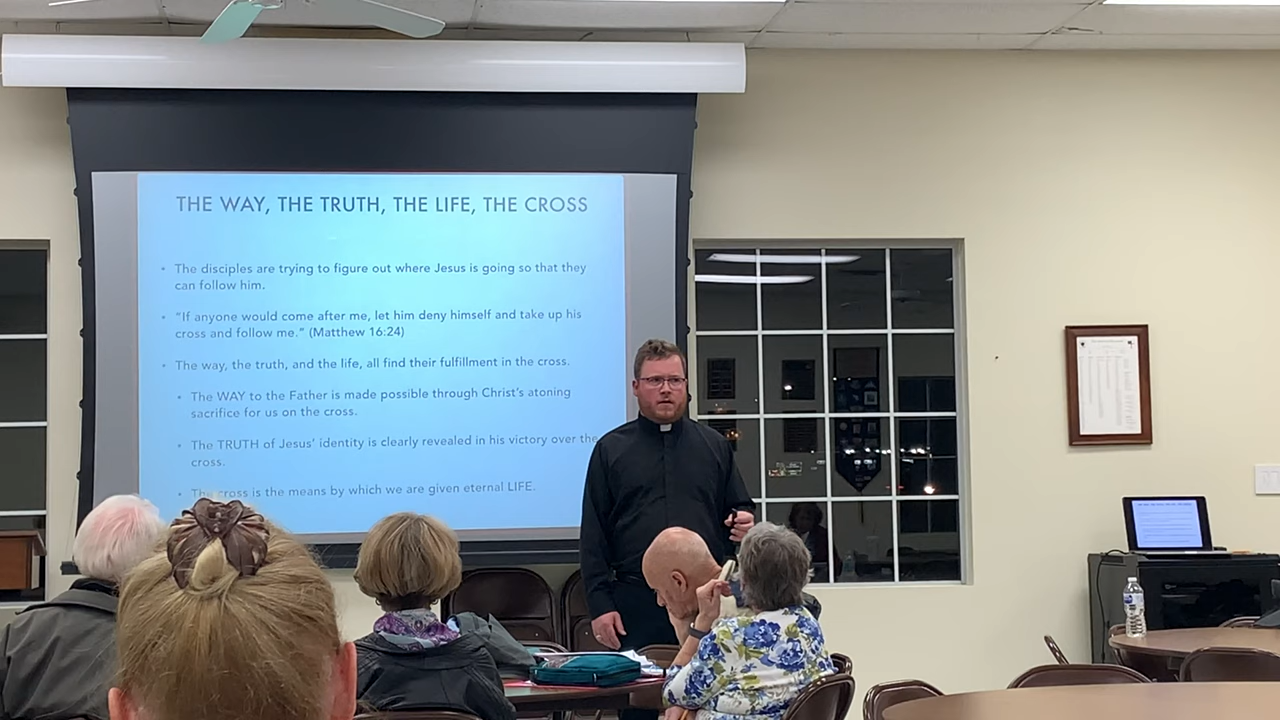 THE WAY, THE TRUTH, THE LIFE, THE CROSS
• The disciples are trying to figure out where Jesus is going so that they
can follow him.
• “If anyone would come after me, let him deny himself and take up his
cross and follow me.” (Matthew 16:24)
• The way, the truth, and the life, all find their fulfillment in the cross.
• The WAY to the Father is made possible through Christ’s atoning
sacrifice for us on the cross.
• The TRUTH of Jesus’ identity is clearly revealed in his victory over the
cross.
• The cross is the means by which we are given eternal LIFE.